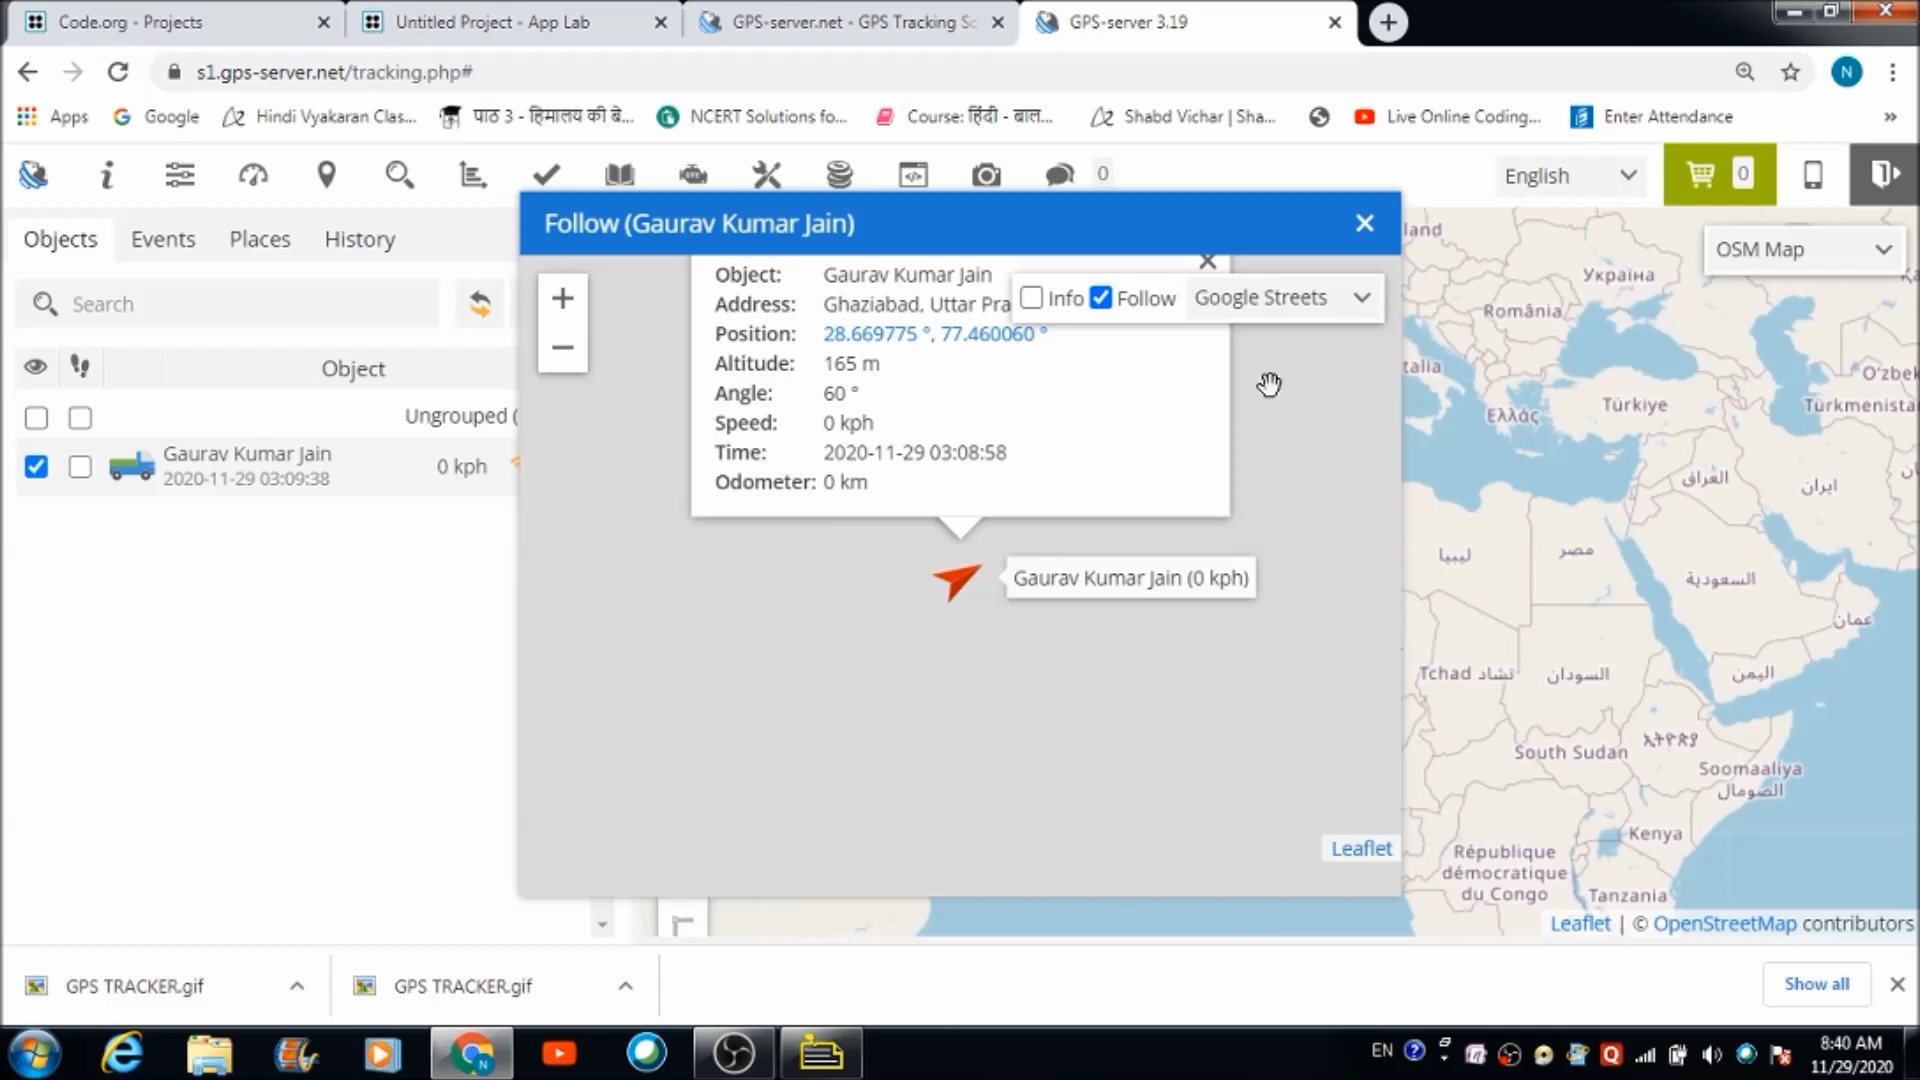 Code.org - Projects
Untitled Project - App Lab
GPS-server.net - GPS Tracking Sc
GPS-server 3.19
s1.gps-server.net/tracking.php#
N
Apps
Google
Hindi Vyakaran Clas...
पाठ 3 - हिमालय की बे...
NCERT Solutions fo...
Course: हिंदी - बाल...
Shabd Vichar | Sha...
Live Online Coding...
Enter Attendance
»
0
English
0
Objects
Events
Places
History
Search
Object
Ungrouped (
Gaurav Kumar Jain
2020-11-29 03:09:38
0 kph
Follow (Gaurav Kumar Jain)
Object: Gaurav Kumar Jain
Address: Ghaziabad, Uttar Pra
Position: 28.669775 °, 77.460060 °
Altitude: 165 m
Angle: 60 °
Speed: 0 kph
Time: 2020-11-29 03:08:58
Odometer: 0 km
Info
Follow
Google Streets
Gaurav Kumar Jain (0 kph)
Leaflet
OSM Map
land
Україна
România
talia
Ελλάς
Türkiye
O'zbek
Türkmenista
العراق
ایران
ليبيا
مصر
السعودية
عمان
اليمن
Tchad تشاد
السودان
South Sudan
ኢትዮጵያ
Soomaaliya
الصومال
Kenya
République
démocratique
du Congo
Tanzania
Leaflet | © OpenStreetMap contributors
GPS TRACKER.gif
GPS TRACKER.gif
Show all
EN
8:40 AM
11/29/2020